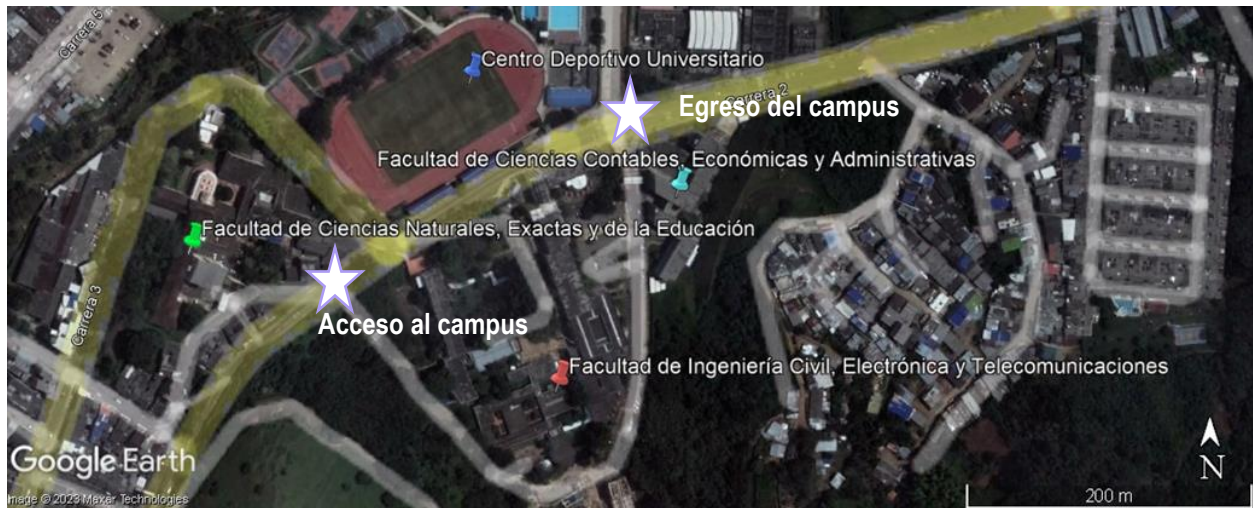 Carrera 5
Centro Deportivo Universitario
Carrera 2
Egreso del campus
Facultad de Ciencias Contables, Económicas y Administrativas
Facultad de Ciencias Naturales, Exactas y de la Educación
Carrera 3
Acceso al campus
Facultad de Ingeniería Civil, Electrónica y Telecomunicaciones
Google Earth
Image © 2023 Maxar Technologies
N
200 m